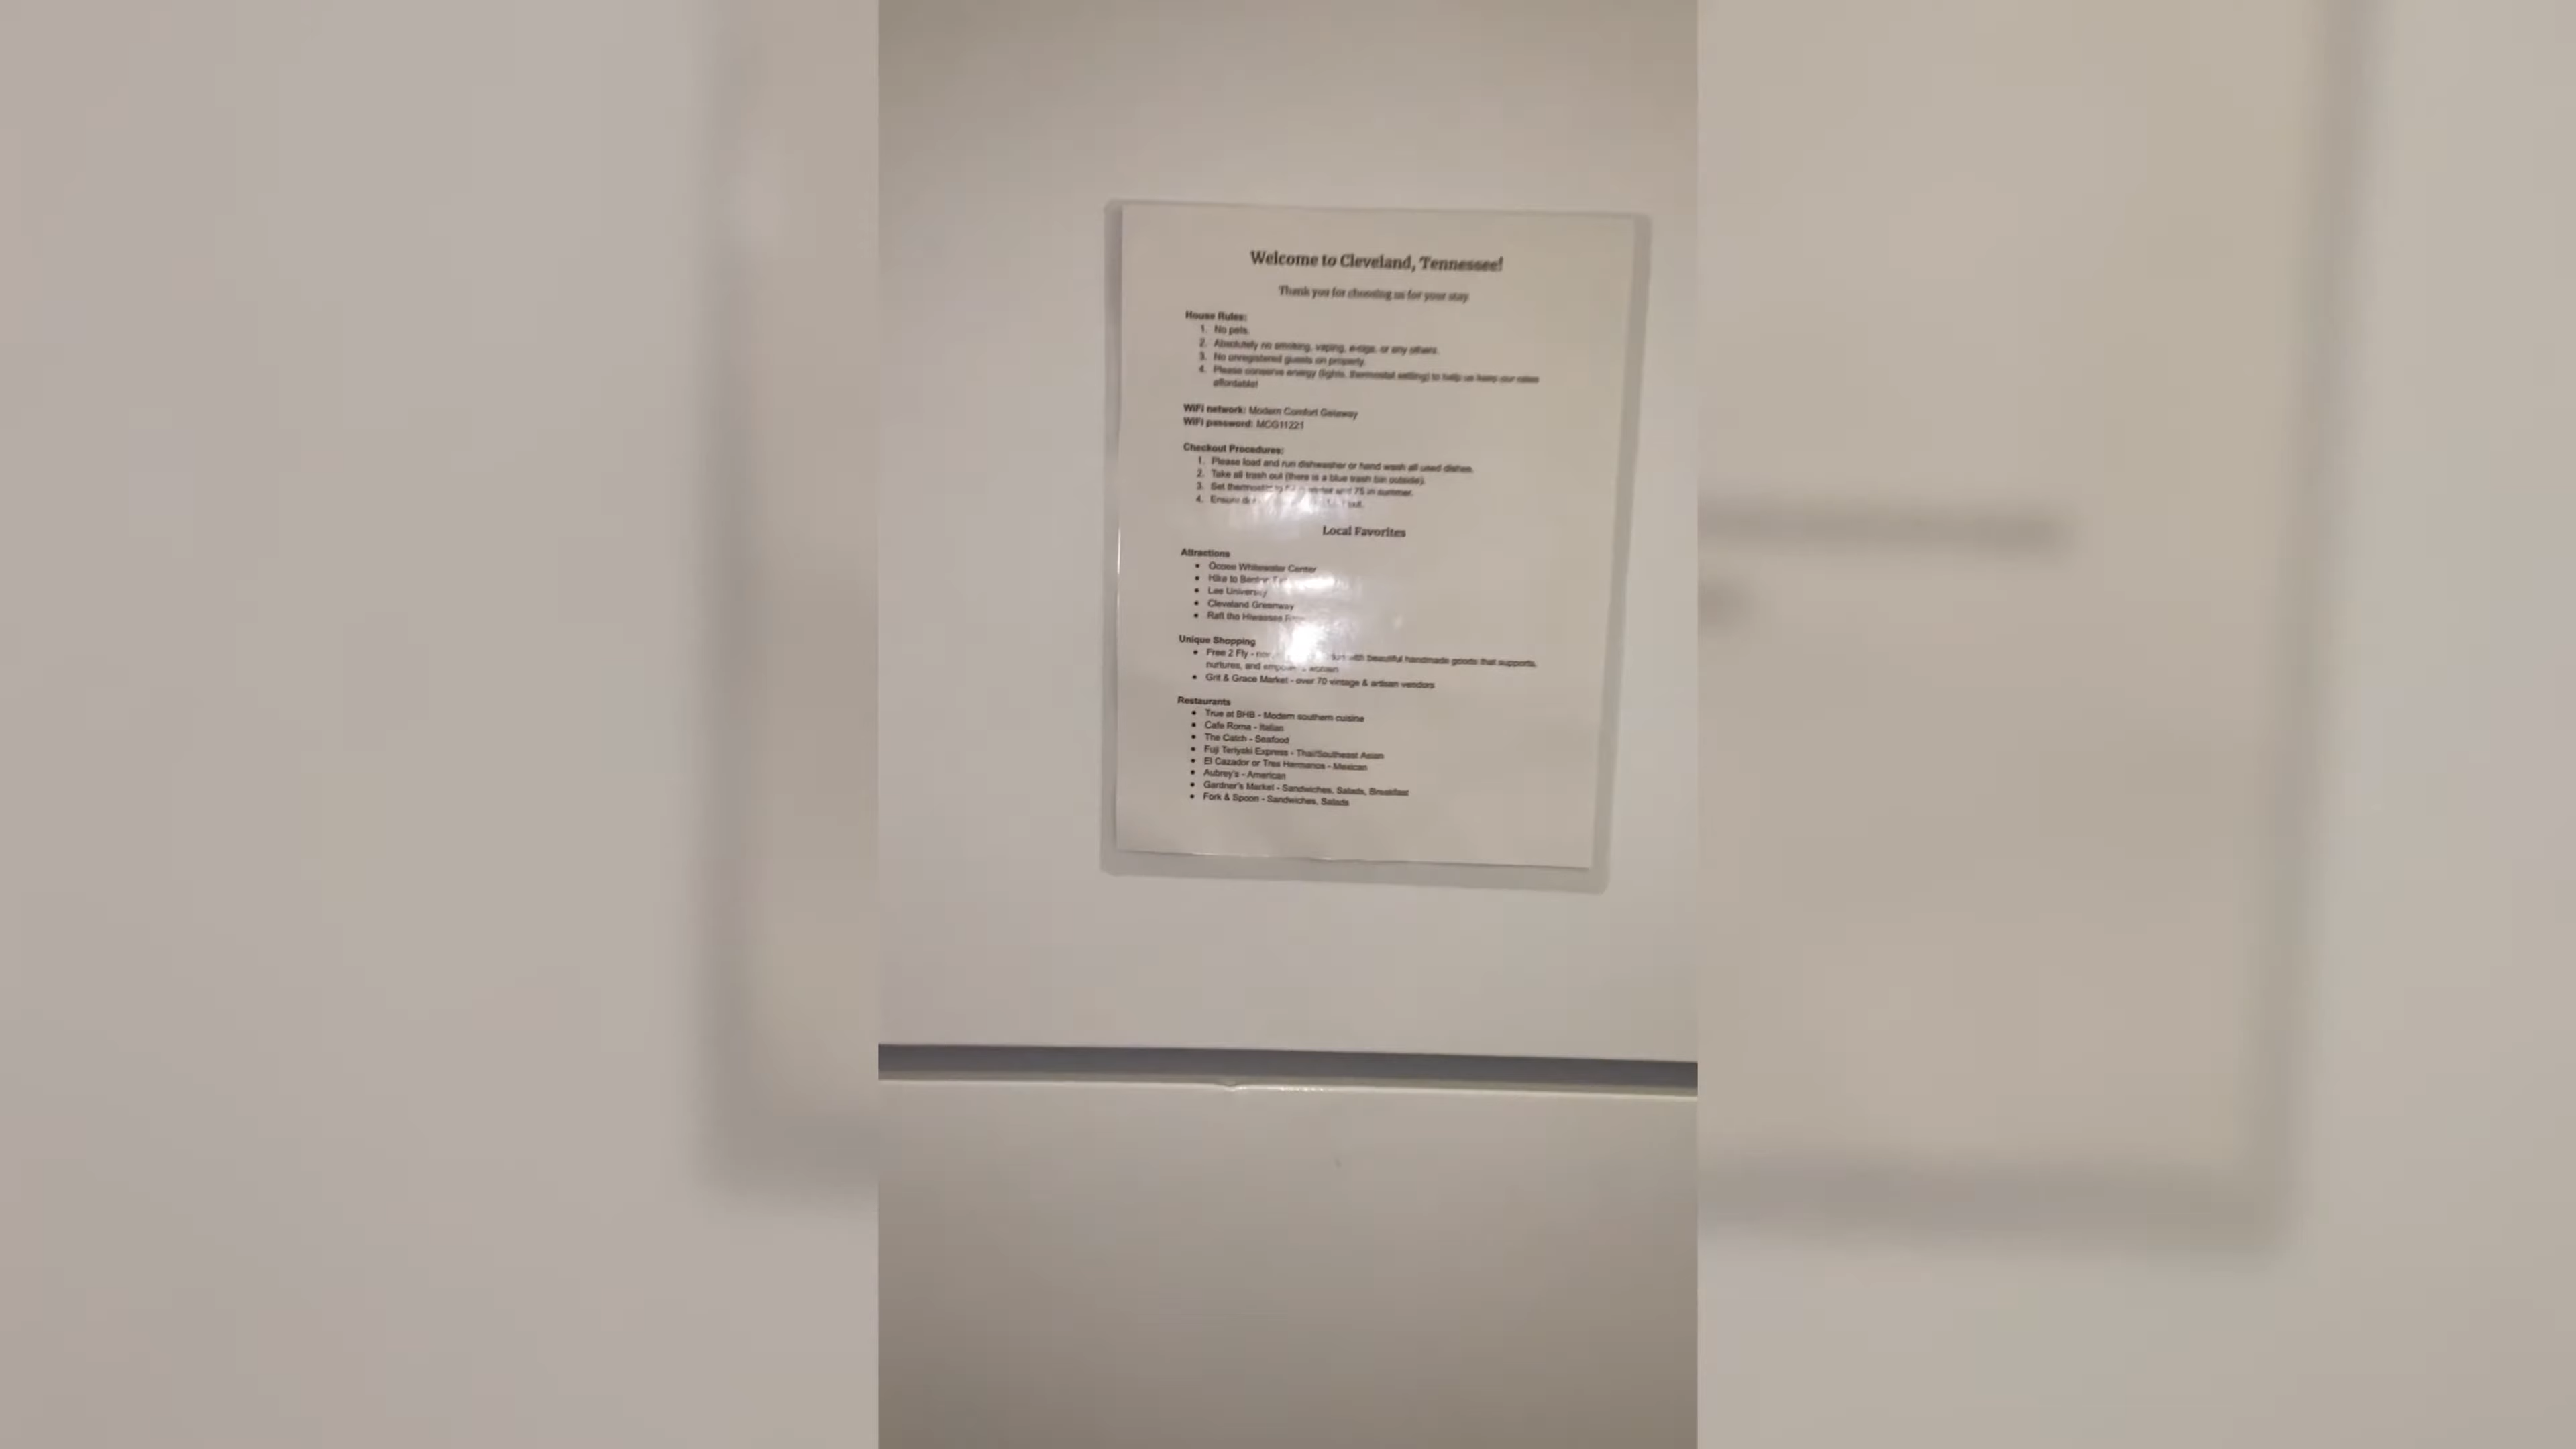 Welcome to Cleveland, Tennessee!
Thank you for choosing us for your stay
House Rules:
1. No pets.
2. Absolutely no smoking, vaping, e-cigs, or any others.
3. No unregistered guests on property.
4. Please conserve energy (lights, thermostat setting) to help us keep our rates
affordable!
WiFi network: Modern Comfort Getaway
WiFi password: MCG11221
Checkout Procedures:
1. Please load and run dishwasher or hand wash all used dishes.
2. Take all trash out (there is a blue trash bin outside).
3. Set thermostat to winter and 75 in summer.
4. Ensure
Local Favorites
Attractions
• Ocoee Whitewater Center
• Hike to Benton
• Lee University
• Cleveland Greenway
• Raft the Hiwassee
Unique Shopping
• Free 2 Fly - with beautiful handmade goods that supports,
nurtures, and women
• Grit & Grace Market - over 70 vintage & artisan vendors
Restaurants
• True at BHB - Modern southern cuisine
• Cafe Roma - Italian
• The Catch - Seafood
• Fuji Teriyaki Express - Thai/Southeast Asian
• El Cazador or Tres Hermanos - Mexican
• Aubrey's - American
• Gardner's Market - Sandwiches, Salads, Breakfast
• Fork & Spoon - Sandwiches, Salads